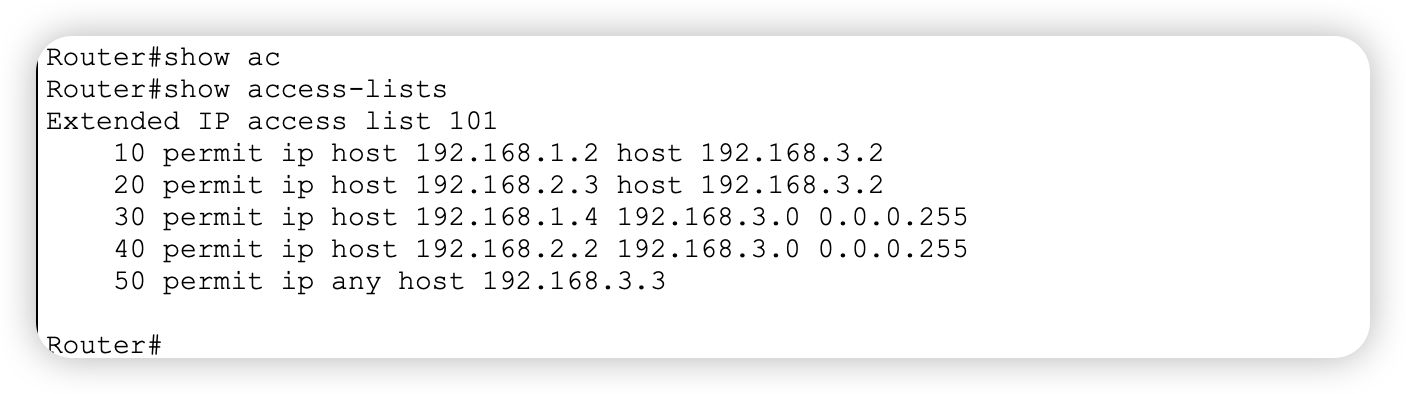 Router#show ac
Router#show access-lists
Extended IP access list 101
    10 permit ip host 192.168.1.2 host 192.168.3.2
    20 permit ip host 192.168.2.3 host 192.168.3.2
    30 permit ip host 192.168.1.4 192.168.3.0 0.0.0.255
    40 permit ip host 192.168.2.2 192.168.3.0 0.0.0.255
    50 permit ip any host 192.168.3.3
Router#